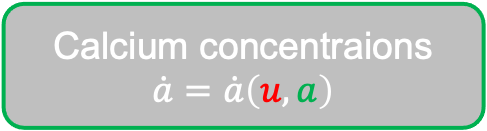 Calcium concentraions
ȧ = ȧ(u, a)